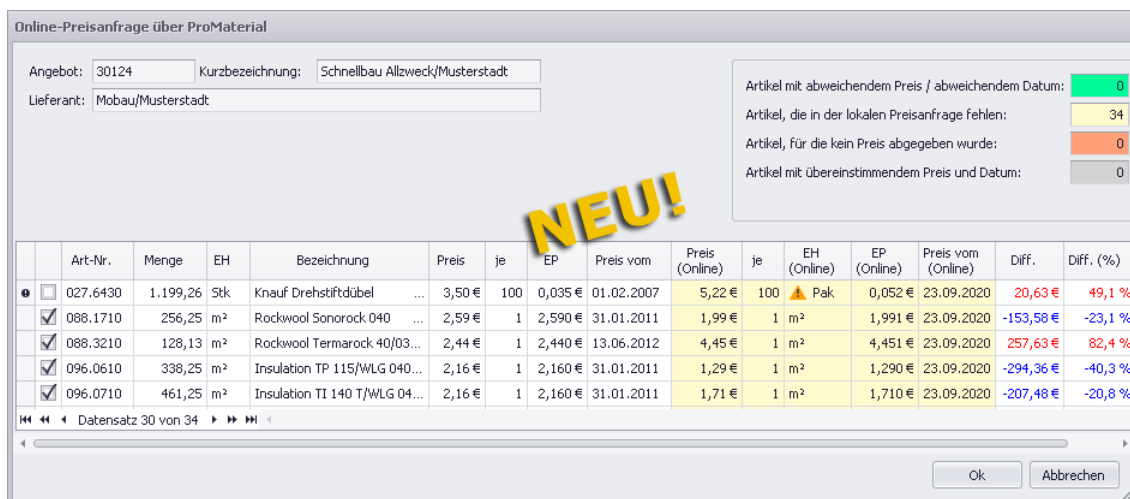 Online-Preisanfrage über ProMaterial
Angebot: 30124 Kurzbezeichnung: Schnellbau Allzweck/Musterstadt
Lieferant: Mobau/Musterstadt
Artikel mit abweichendem Preis / abweichendem Datum: 0
Artikel, die in der lokalen Preisanfrage fehlen: 34
Artikel, für die kein Preis abgegeben wurde: 0
Artikel mit übereinstimmendem Preis und Datum: 0
NEU!
Art-Nr. Menge EH Bezeichnung Preis je EP Preis vom Preis (Online) je EH (Online) EP (Online) Preis vom (Online) Diff. Diff. (%)
027.6430 1.199,26 Stk Knauf Drehstiftdübel ... 3,50 € 100 0,035 € 01.02.2007 5,22 € 100 Pak 0,052 € 23.09.2020 20,63 € 49,1 %
088.1710 256,25 m² Rockwool Sonorock 040 ... 2,59 € 1 2,590 € 31.01.2011 1,99 € 1 m² 1,991 € 23.09.2020 -153,58 € -23,1 %
088.3210 128,13 m² Rockwool Termarock 40/03... 2,44 € 1 2,440 € 13.06.2012 4,45 € 1 m² 4,451 € 23.09.2020 257,63 € 82,4 %
096.0610 338,25 m² Insulation TP 115/WLG 040... 2,16 € 1 2,160 € 31.01.2011 1,29 € 1 m² 1,290 € 23.09.2020 -294,36 € -40,3 %
096.0710 461,25 m² Insulation TI 140 T/WLG 04... 2,16 € 1 2,160 € 31.01.2011 1,71 € 1 m² 1,710 € 23.09.2020 -207,48 € -20,8 %
Datensatz 30 von 34
Ok Abbrechen